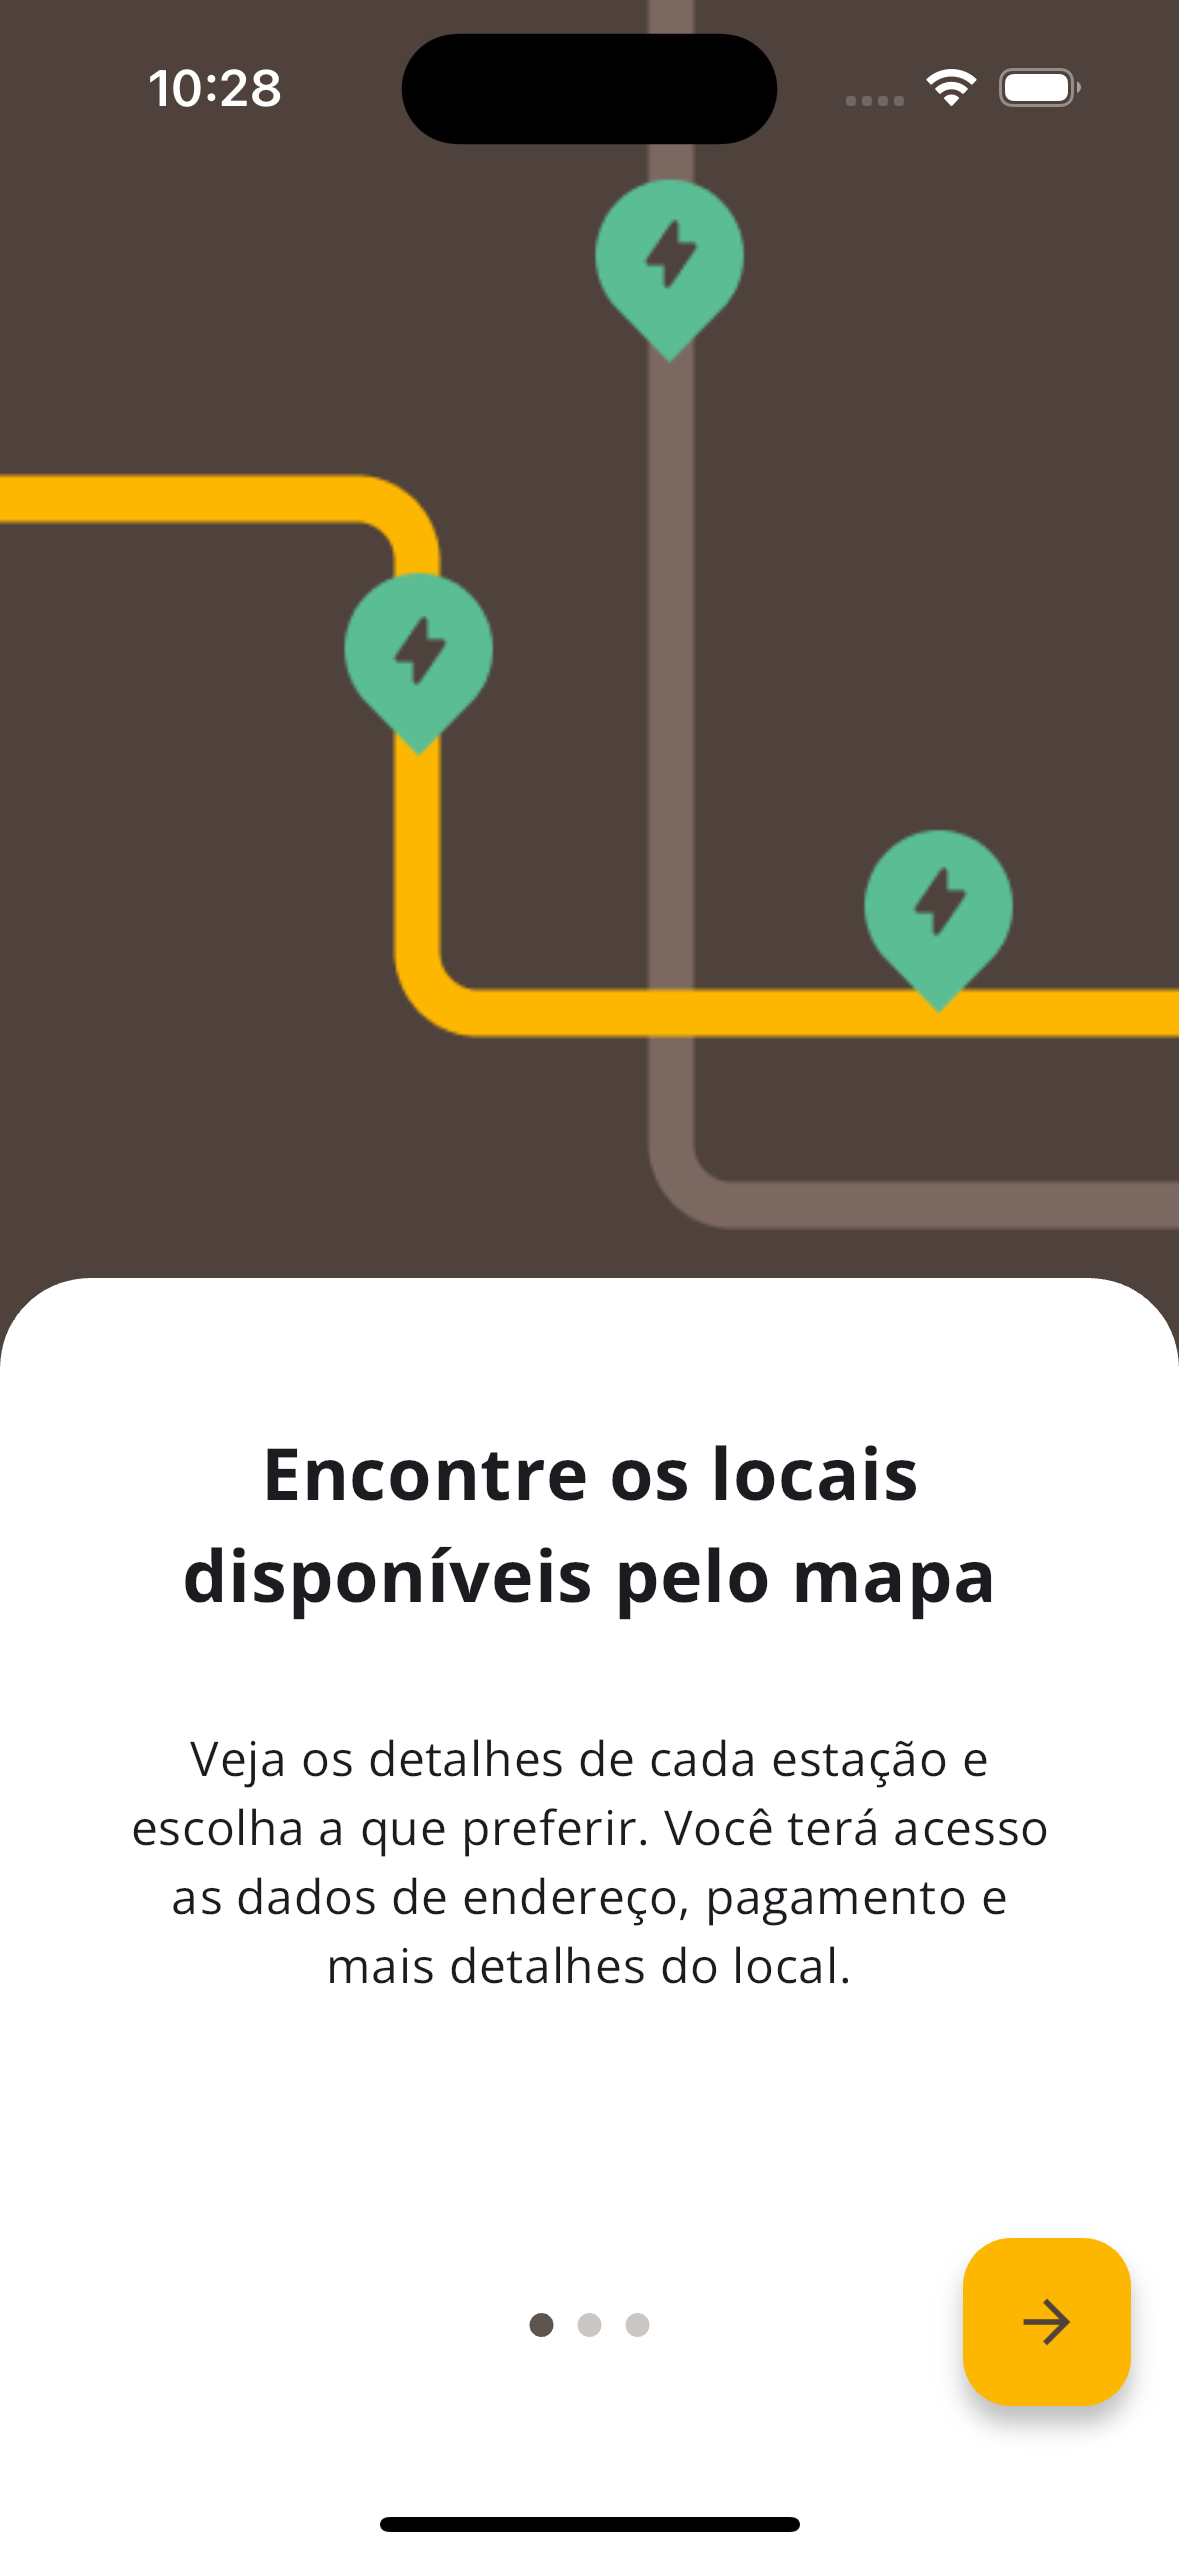 10:28
Encontre os locais
disponíveis pelo mapa
Veja os detalhes de cada estação e
escolha a que preferir. Você terá acesso
as dados de endereço, pagamento e
mais detalhes do local.